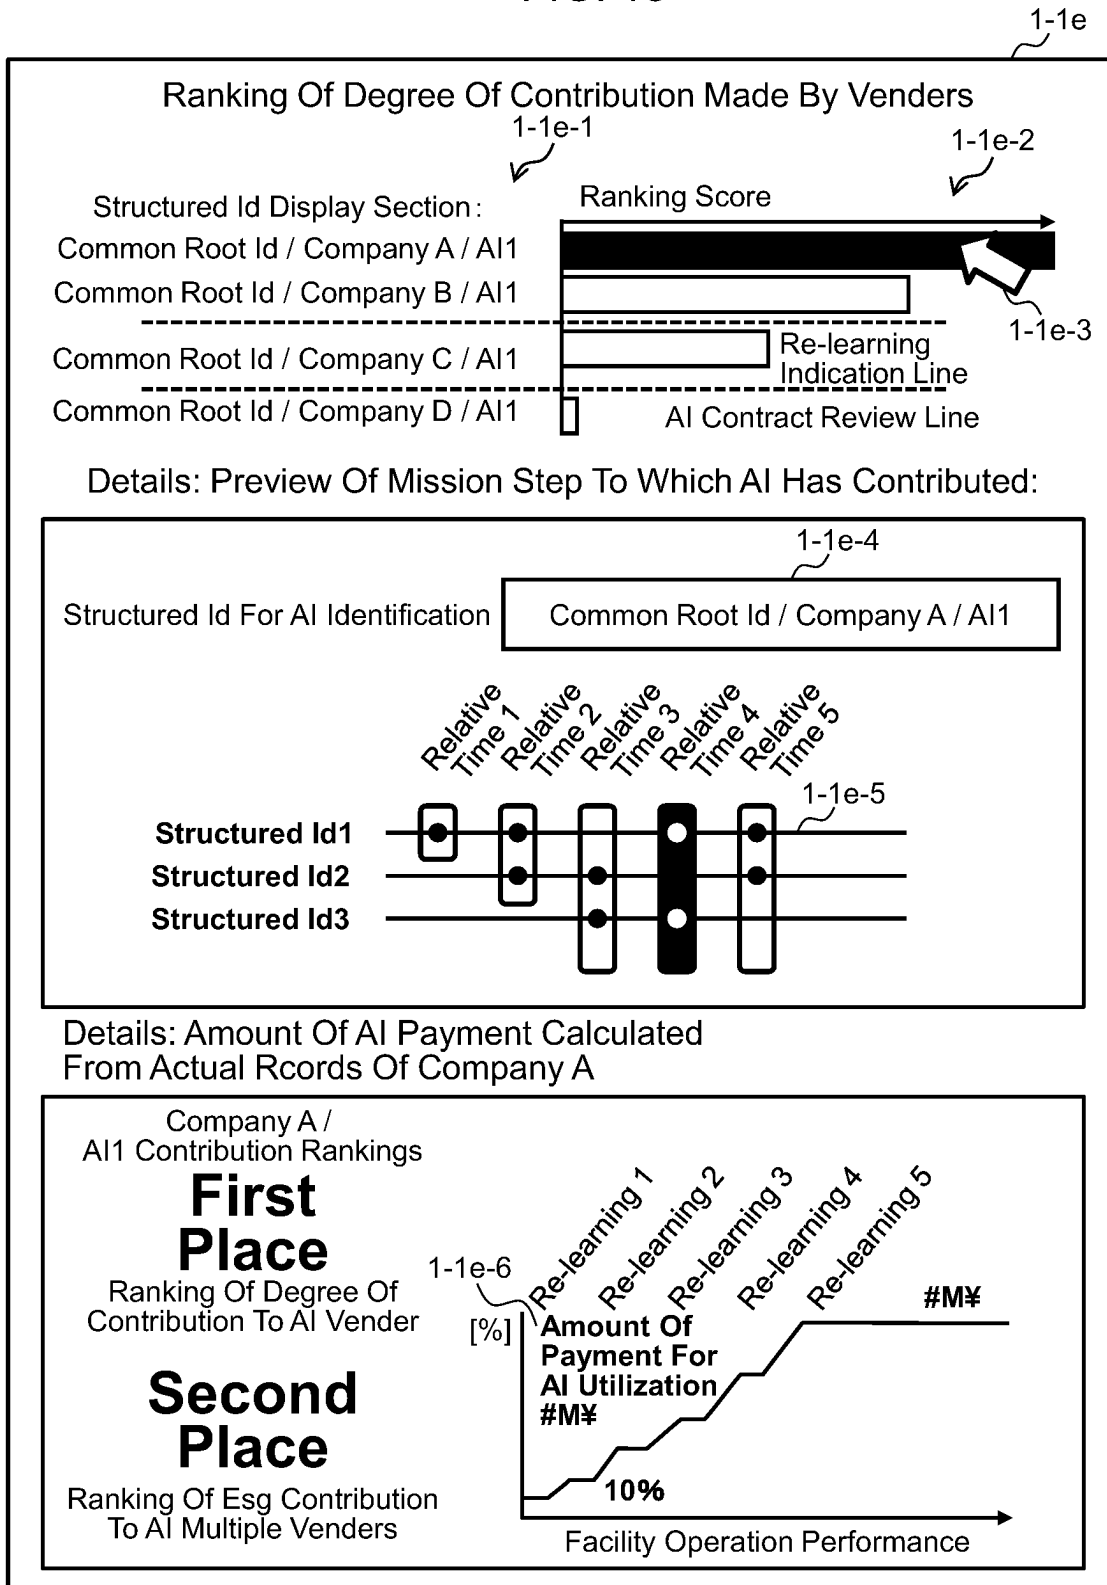 1-1e
Ranking Of Degree Of Contribution Made By Venders
1-1e-1
1-1e-2
Structured Id Display Section:
Ranking Score
Common Root Id / Company A / AI1
Common Root Id / Company B / AI1
1-1e-3
Common Root Id / Company C / AI1
Re-learning
Indication Line
Common Root Id / Company D / AI1
AI Contract Review Line
Details: Preview Of Mission Step To Which AI Has Contributed:
1-1e-4
Structured Id For AI Identification
Common Root Id / Company A / AI1
Relative
Time 1
Relative
Time 2
Relative
Time 3
Relative
Time 4
Relative
Time 5
1-1e-5
Structured Id1
Structured Id2
Structured Id3
Details: Amount Of AI Payment Calculated
From Actual Rcords Of Company A
Company A /
AI1 Contribution Rankings
First
Place
Ranking Of Degree Of
Contribution To AI Vender
Second
Place
Ranking Of Esg Contribution
To AI Multiple Venders
Re-learning 1
Re-learning 2
Re-learning 3
Re-learning 4
Re-learning 5
1-1e-6
[%]
Amount Of
Payment For
AI Utilization
#M¥
#M¥
10%
Facility Operation Performance